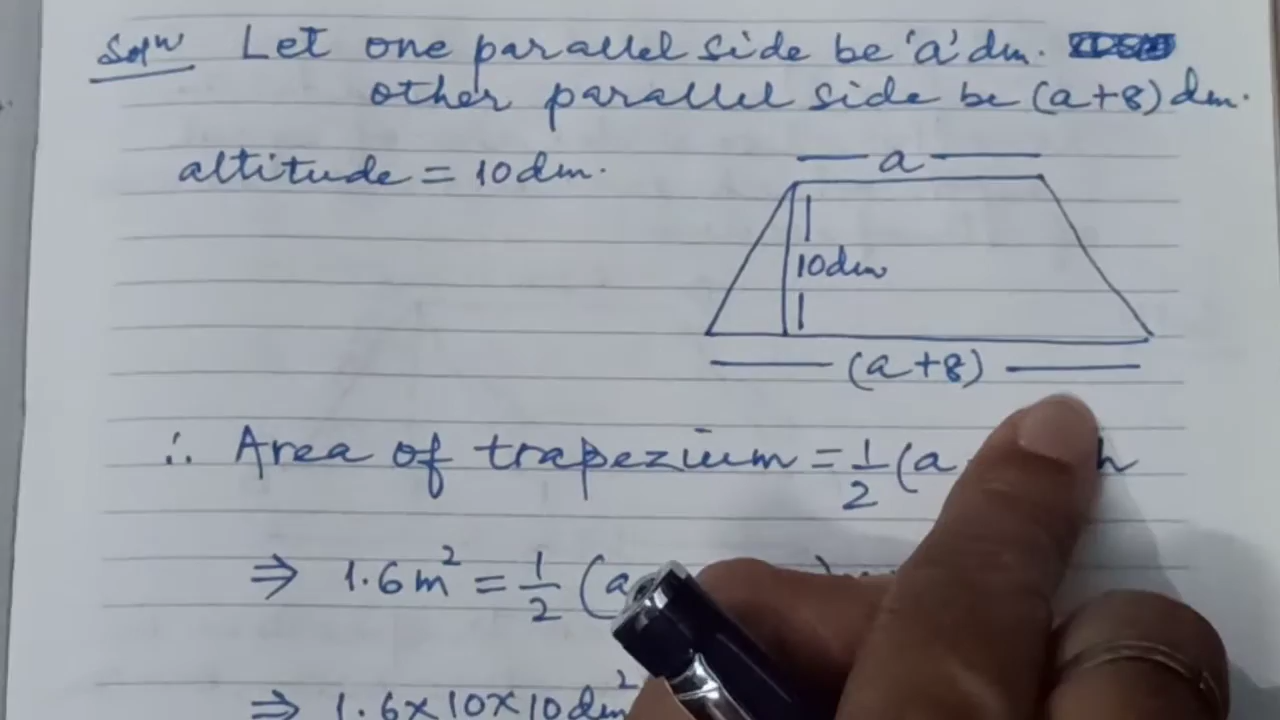 Solⁿ Let one parallel side be 'a' dm.
other parallel side be (a+8) dm.
altitude = 10dm.
a
10dm
(a+8)
∴ Area of trapezium = 1/2 (a h
⇒ 1.6m² = 1/2 (a
⇒ 1.6×10×10dm²